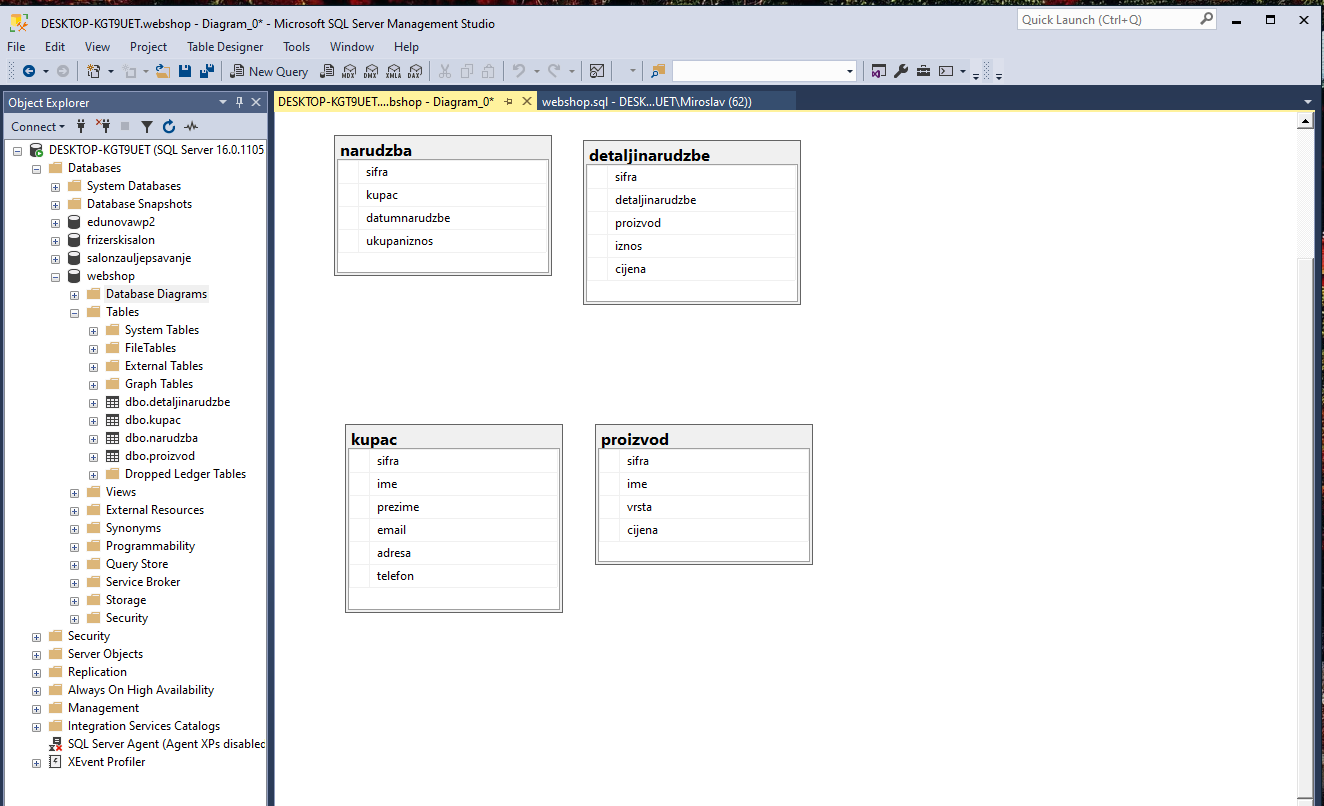 DESKTOP-KGT9UET.webshop - Diagram_0* - Microsoft SQL Server Management Studio
Quick Launch (Ctrl+Q)
File Edit View Project Table Designer Tools Window Help
New Query MDX DMX XMLA DAX
Object Explorer
Connect
DESKTOP-KGT9UET (SQL Server 16.0.1105
Databases
System Databases
Database Snapshots
edunovawp2
frizerskisalon
salonzauljepsavanje
webshop
Database Diagrams
Tables
System Tables
FileTables
External Tables
Graph Tables
dbo.detaljinarudzbe
dbo.kupac
dbo.narudzba
dbo.proizvod
Dropped Ledger Tables
Views
External Resources
Synonyms
Programmability
Query Store
Service Broker
Storage
Security
Security
Server Objects
Replication
Always On High Availability
Management
Integration Services Catalogs
SQL Server Agent (Agent XPs disabled
XEvent Profiler
DESKTOP-KGT9UET....bshop - Diagram_0*
webshop.sql - DESK...UET\Miroslav (62))
narudzba
sifra
kupac
datumnarudzbe
ukupaniznos
detaljinarudzbe
sifra
detaljinarudzbe
proizvod
iznos
cijena
kupac
sifra
ime
prezime
email
adresa
telefon
proizvod
sifra
ime
vrsta
cijena